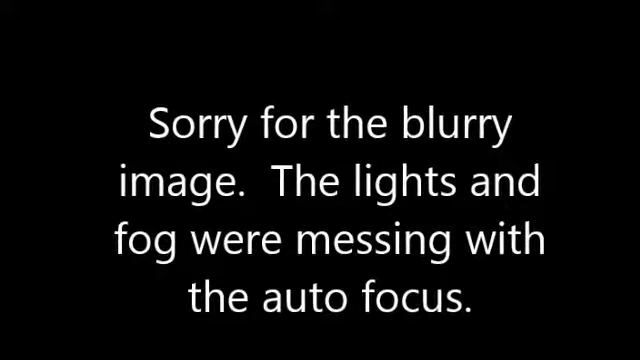 Sorry for the blurry
image.  The lights and
fog were messing with
the auto focus.